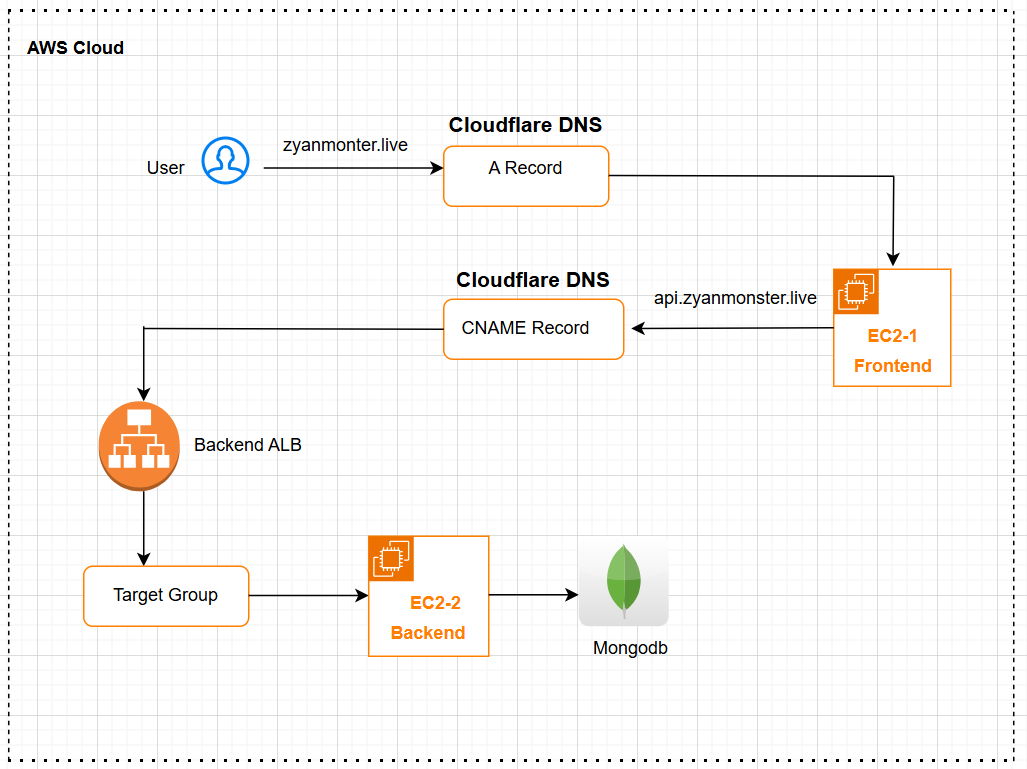 AWS Cloud
Cloudflare DNS
zyanmonter.live
User
A Record
Cloudflare DNS
api.zyanmonster.live
CNAME Record
EC2-1
Frontend
Backend ALB
Target Group
EC2-2
Backend
Mongodb